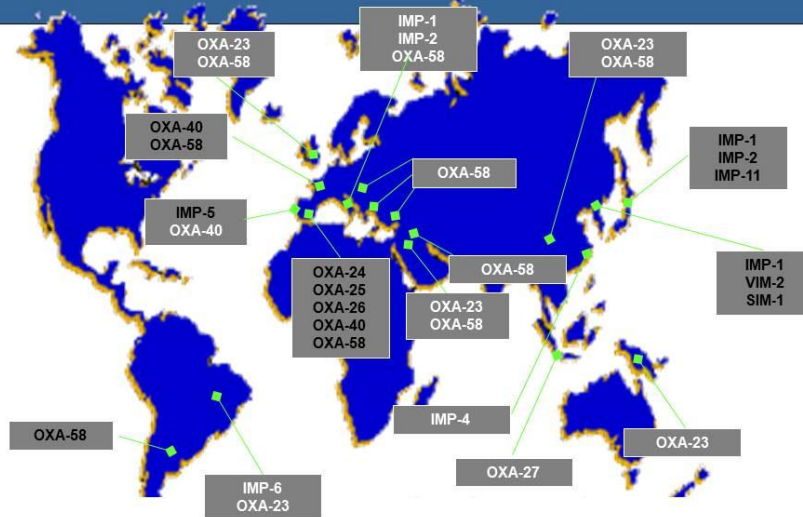 IMP-1
IMP-2
OXA-58
OXA-23
OXA-58
OXA-23
OXA-58
OXA-40
OXA-58
IMP-1
IMP-2
IMP-11
OXA-58
IMP-5
OXA-40
OXA-58
IMP-1
VIM-2
SIM-1
OXA-24
OXA-25
OXA-26
OXA-40
OXA-58
OXA-23
OXA-58
IMP-4
OXA-58
OXA-23
OXA-27
IMP-6
OXA-23